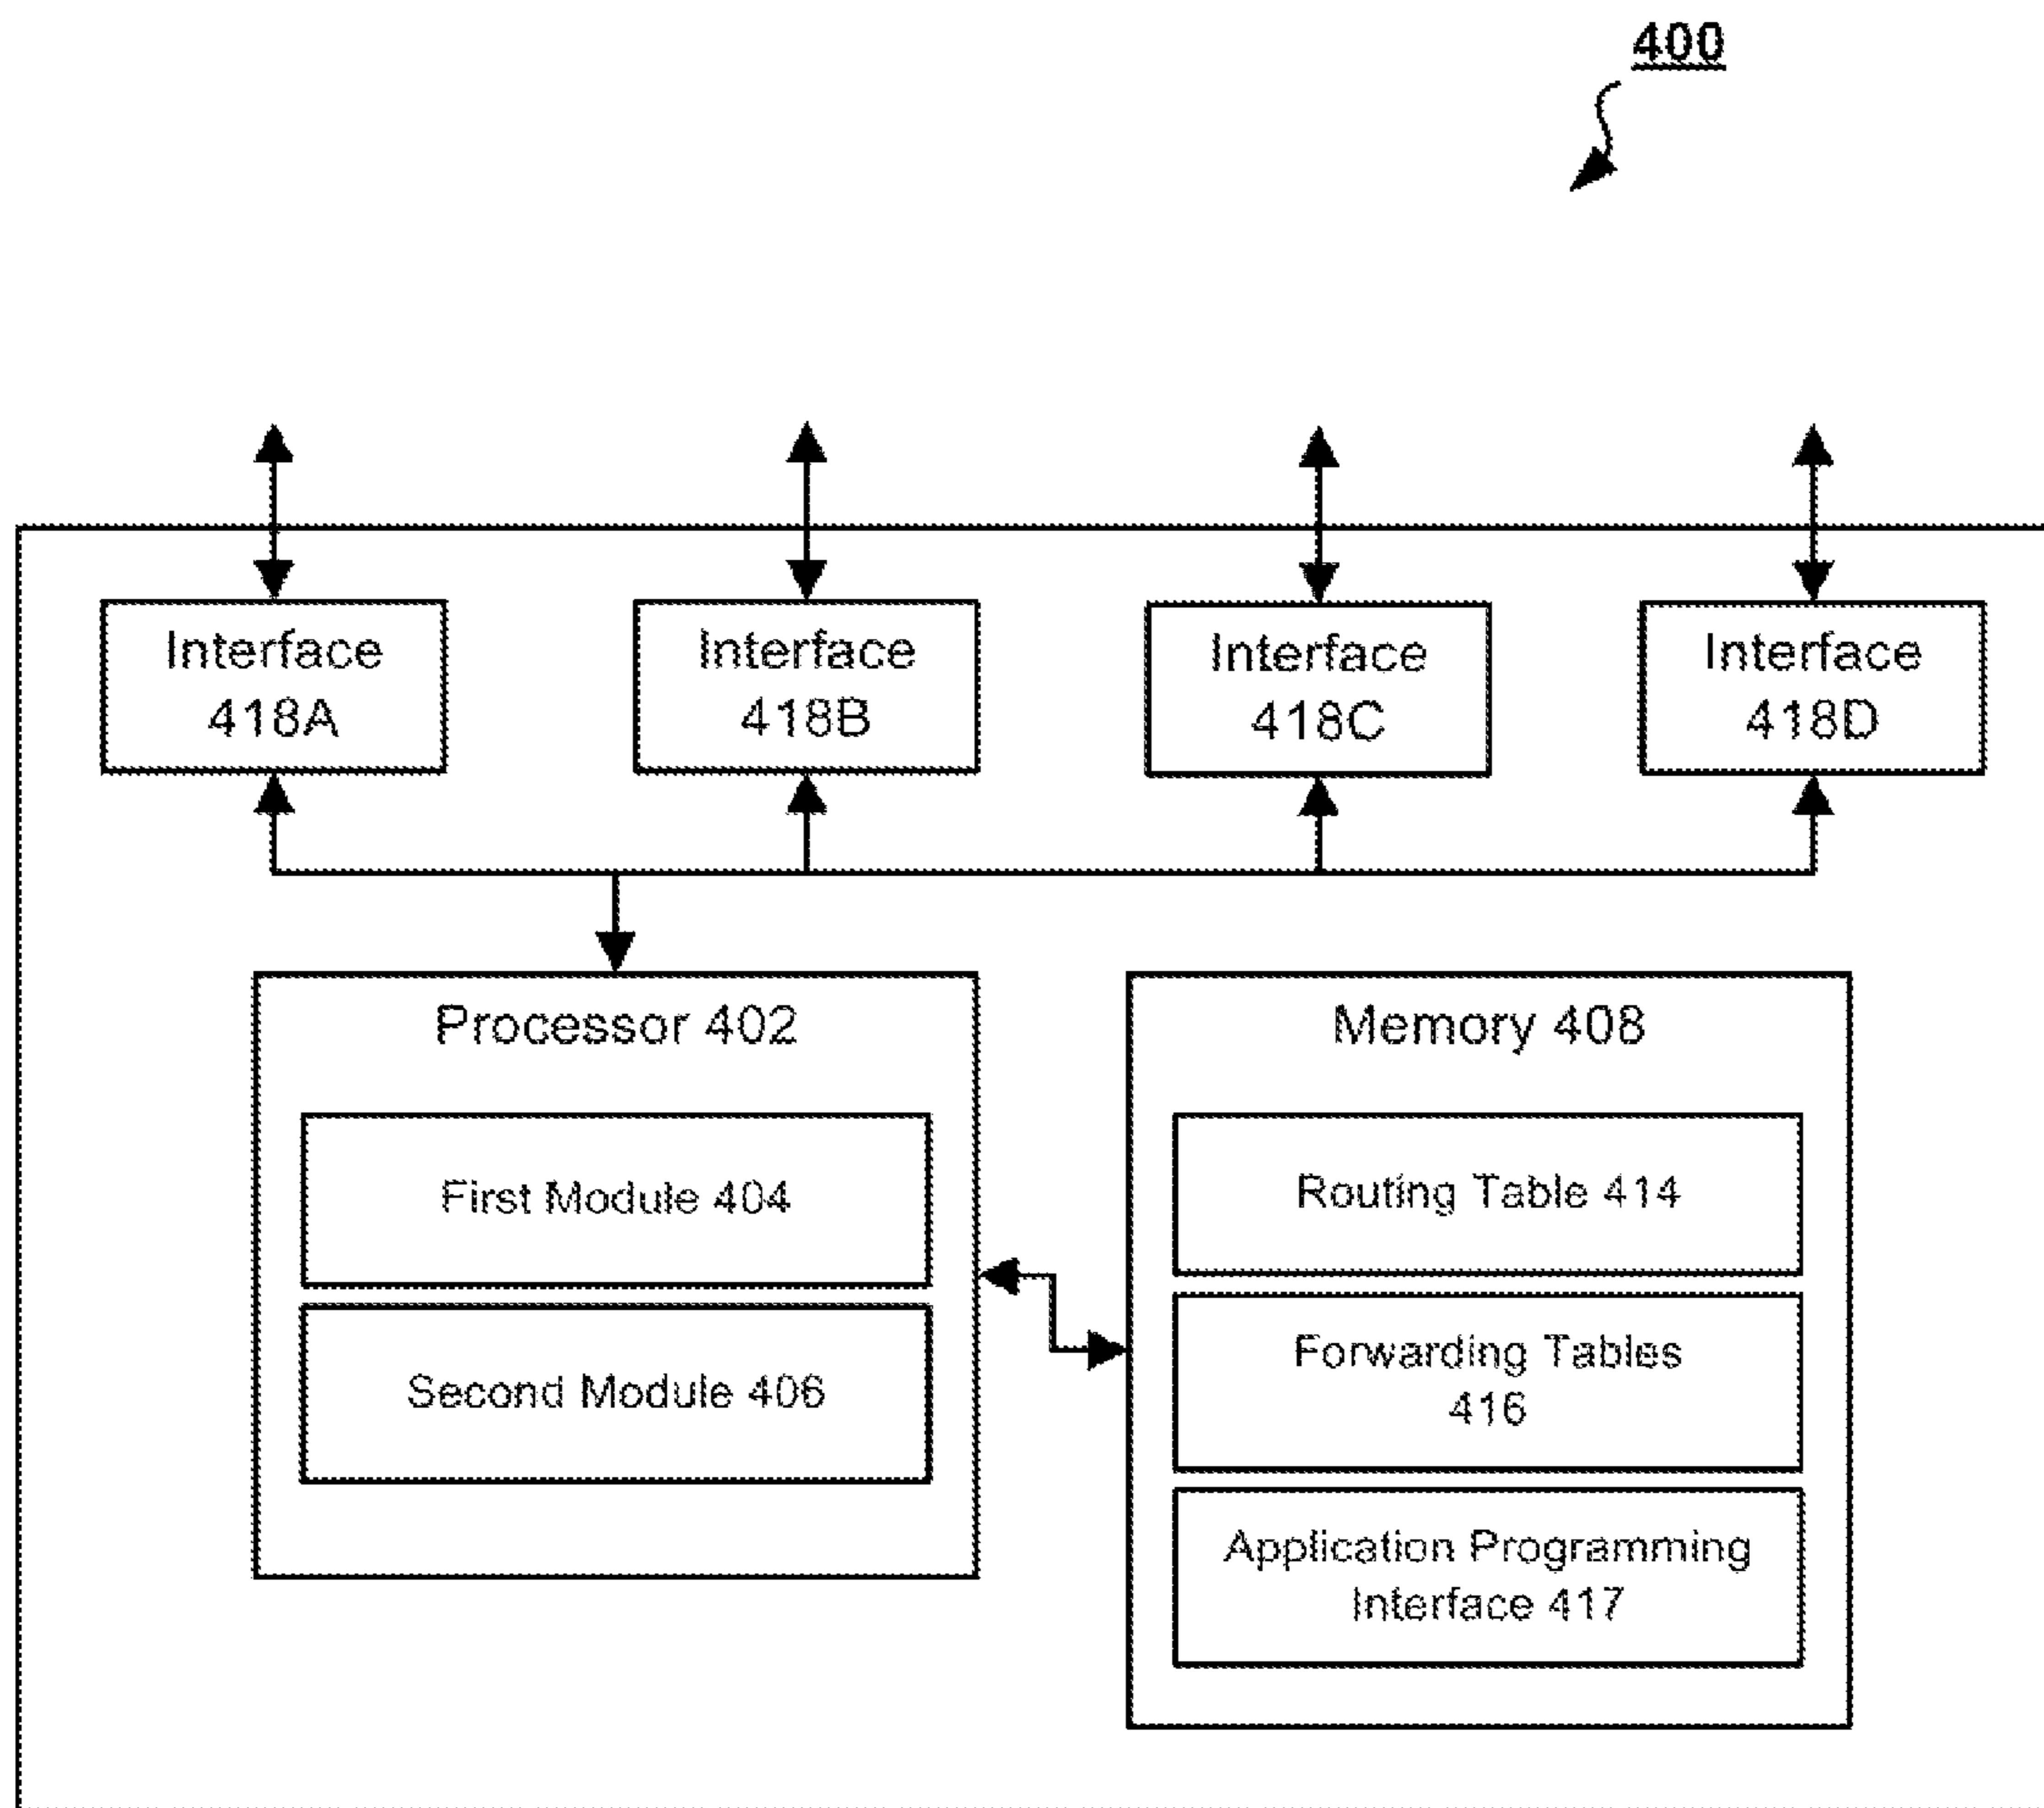 400
Interface
418A
Interface
418B
Interface
418C
Interface
418D
Processor 402
First Module 404
Second Module 406
Memory 408
Routing Table 414
Forwarding Tables
416
Application Programming
Interface 417